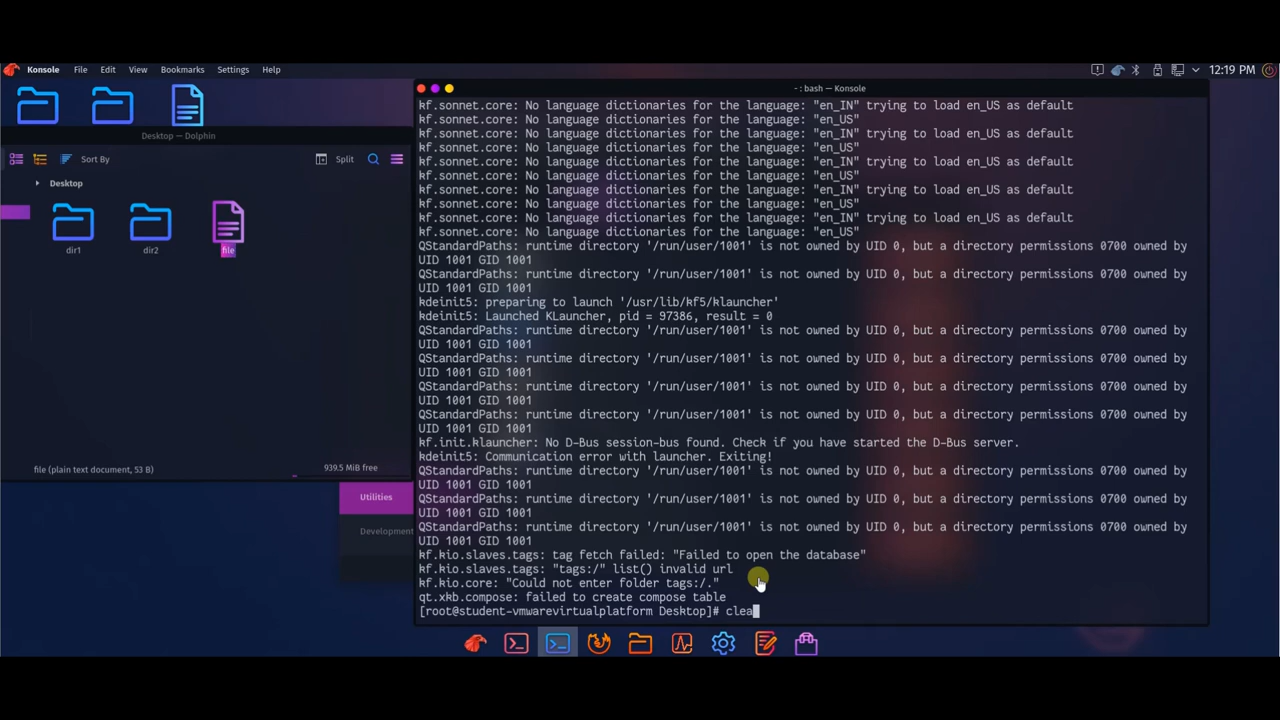 Konsole File Edit View Bookmarks Settings Help
12:19 PM
Desktop — Dolphin
Sort By
Split
Desktop
dir1
dir2
file
file (plain text document, 53 B)
939.5 MiB free
Utilities
Development
- : bash — Konsole
kf.sonnet.core: No language dictionaries for the language: "en_IN" trying to load en_US as default
kf.sonnet.core: No language dictionaries for the language: "en_US"
kf.sonnet.core: No language dictionaries for the language: "en_IN" trying to load en_US as default
kf.sonnet.core: No language dictionaries for the language: "en_US"
kf.sonnet.core: No language dictionaries for the language: "en_IN" trying to load en_US as default
kf.sonnet.core: No language dictionaries for the language: "en_US"
kf.sonnet.core: No language dictionaries for the language: "en_IN" trying to load en_US as default
kf.sonnet.core: No language dictionaries for the language: "en_US"
kf.sonnet.core: No language dictionaries for the language: "en_IN" trying to load en_US as default
kf.sonnet.core: No language dictionaries for the language: "en_US"
QStandardPaths: runtime directory '/run/user/1001' is not owned by UID 0, but a directory permissions 0700 owned by
UID 1001 GID 1001
QStandardPaths: runtime directory '/run/user/1001' is not owned by UID 0, but a directory permissions 0700 owned by
UID 1001 GID 1001
kdeinit5: preparing to launch '/usr/lib/kf5/klauncher'
kdeinit5: Launched KLauncher, pid = 97386, result = 0
QStandardPaths: runtime directory '/run/user/1001' is not owned by UID 0, but a directory permissions 0700 owned by
UID 1001 GID 1001
QStandardPaths: runtime directory '/run/user/1001' is not owned by UID 0, but a directory permissions 0700 owned by
UID 1001 GID 1001
QStandardPaths: runtime directory '/run/user/1001' is not owned by UID 0, but a directory permissions 0700 owned by
UID 1001 GID 1001
QStandardPaths: runtime directory '/run/user/1001' is not owned by UID 0, but a directory permissions 0700 owned by
UID 1001 GID 1001
kf.init.klauncher: No D-Bus session-bus found. Check if you have started the D-Bus server.
kdeinit5: Communication error with launcher. Exiting!
QStandardPaths: runtime directory '/run/user/1001' is not owned by UID 0, but a directory permissions 0700 owned by
UID 1001 GID 1001
QStandardPaths: runtime directory '/run/user/1001' is not owned by UID 0, but a directory permissions 0700 owned by
UID 1001 GID 1001
QStandardPaths: runtime directory '/run/user/1001' is not owned by UID 0, but a directory permissions 0700 owned by
UID 1001 GID 1001
kf.kio.slaves.tags: tag fetch failed: "Failed to open the database"
kf.kio.slaves.tags: "tags:/" list() invalid url
kf.kio.core: "Could not enter folder tags:/."
qt.xkb.compose: failed to create compose table
[root@student-vmwarevirtualplatform Desktop]# clea